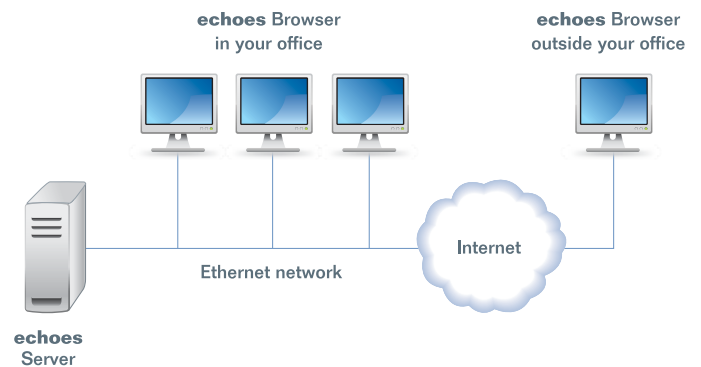 echoes Browser
in your office
echoes Browser
outside your office
Internet
Ethernet network
echoes
Server